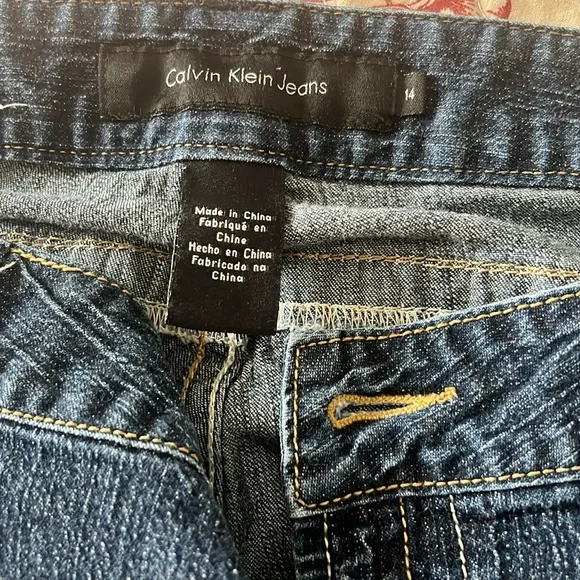 Calvin Klein Jeans
14
Made in China
Fabriqué en
Chine
Hecho en China
Fabricado na
China